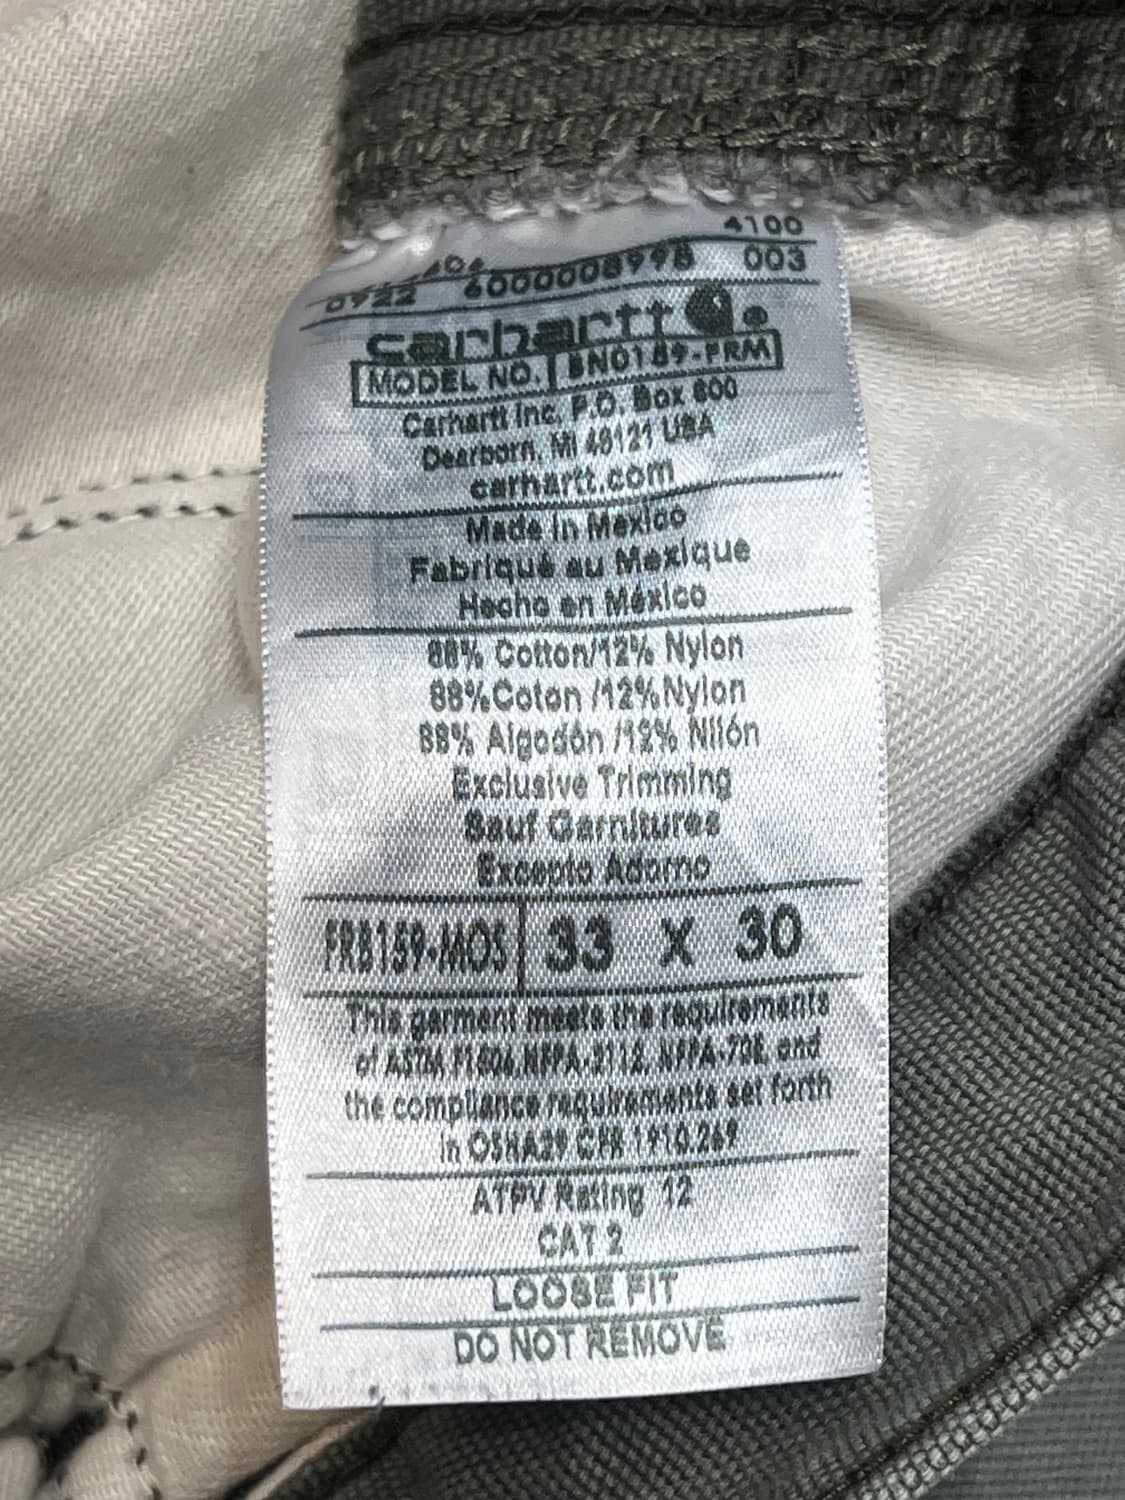 4100
0922 6000008998 003
carhartt
MODEL NO. BN0189-FRM
Carhartt Inc. P.O. Box 600
Dearborn, MI 48121 USA
carhartt.com
Made in Mexico
Fabriqué au Mexique
Hecho en México
88% Cotton/12% Nylon
88%Coton /12%Nylon
88% Algodón /12% Nilón
Exclusive Trimming
Sauf Garnitures
Excepto Adorno
FRB159-MOS 33 X 30
This garment meets the requirements
of ASTM F1506, NFPA-2112, NFPA-70E, and
the compliance requirements set forth
in OSHA29 CFR 1910.269
ATPV Rating 12
CAT 2
LOOSE FIT
DO NOT REMOVE